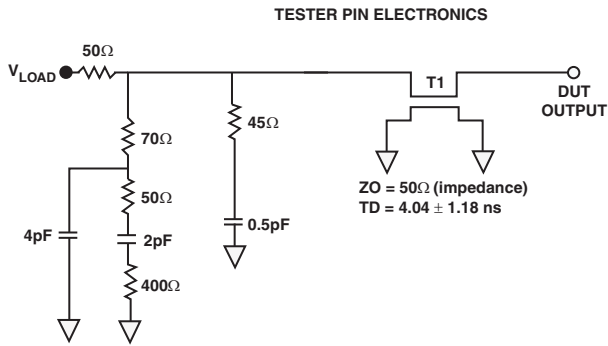 TESTER PIN ELECTRONICS
50Ω
VLOAD
T1
DUT
OUTPUT
70Ω
45Ω
ZO = 50Ω (impedance)
TD = 4.04 ± 1.18 ns
50Ω
4pF
2pF
0.5pF
400Ω